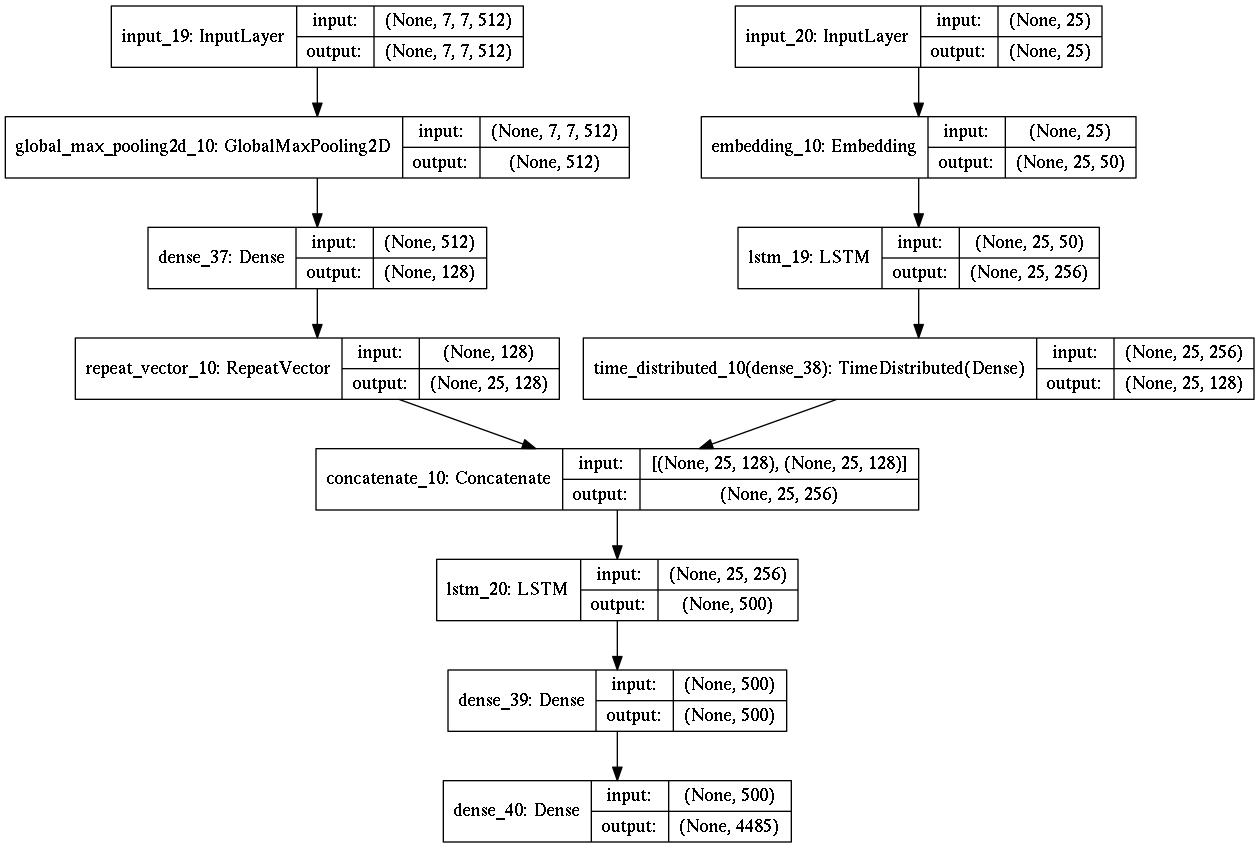 input_19: InputLayer
input: (None, 7, 7, 512)
output: (None, 7, 7, 512)
input_20: InputLayer
input: (None, 25)
output: (None, 25)
global_max_pooling2d_10: GlobalMaxPooling2D
input: (None, 7, 7, 512)
output: (None, 512)
embedding_10: Embedding
input: (None, 25)
output: (None, 25, 50)
dense_37: Dense
input: (None, 512)
output: (None, 128)
lstm_19: LSTM
input: (None, 25, 50)
output: (None, 25, 256)
repeat_vector_10: RepeatVector
input: (None, 128)
output: (None, 25, 128)
time_distributed_10(dense_38): TimeDistributed(Dense)
input: (None, 25, 256)
output: (None, 25, 128)
concatenate_10: Concatenate
input: [(None, 25, 128), (None, 25, 128)]
output: (None, 25, 256)
lstm_20: LSTM
input: (None, 25, 256)
output: (None, 500)
dense_39: Dense
input: (None, 500)
output: (None, 500)
dense_40: Dense
input: (None, 500)
output: (None, 4485)